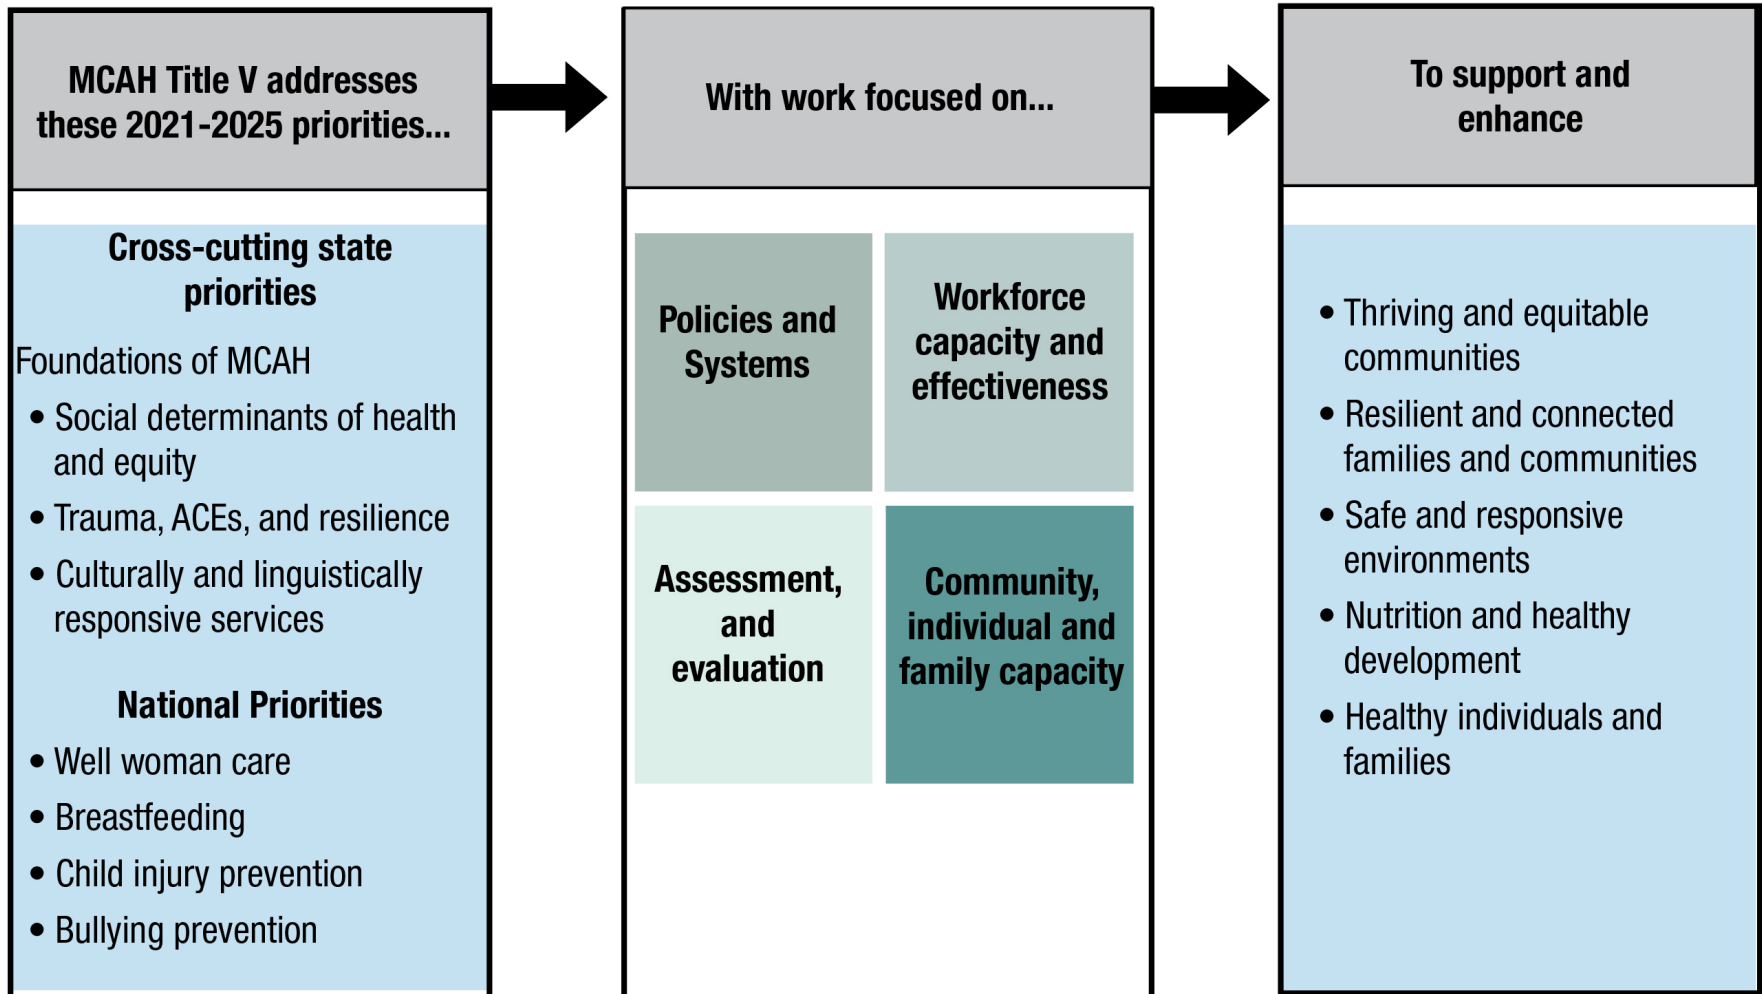 MCAH Title V addresses
these 2021-2025 priorities...
Cross-cutting state
priorities
Foundations of MCAH
• Social determinants of health
and equity
• Trauma, ACEs, and resilience
• Culturally and linguistically
responsive services
National Priorities
• Well woman care
• Breastfeeding
• Child injury prevention
• Bullying prevention
With work focused on...
Policies and
Systems
Workforce
capacity and
effectiveness
Assessment,
and
evaluation
Community,
individual and
family capacity
To support and
enhance
• Thriving and equitable
communities
• Resilient and connected
families and communities
• Safe and responsive
environments
• Nutrition and healthy
development
• Healthy individuals and
families